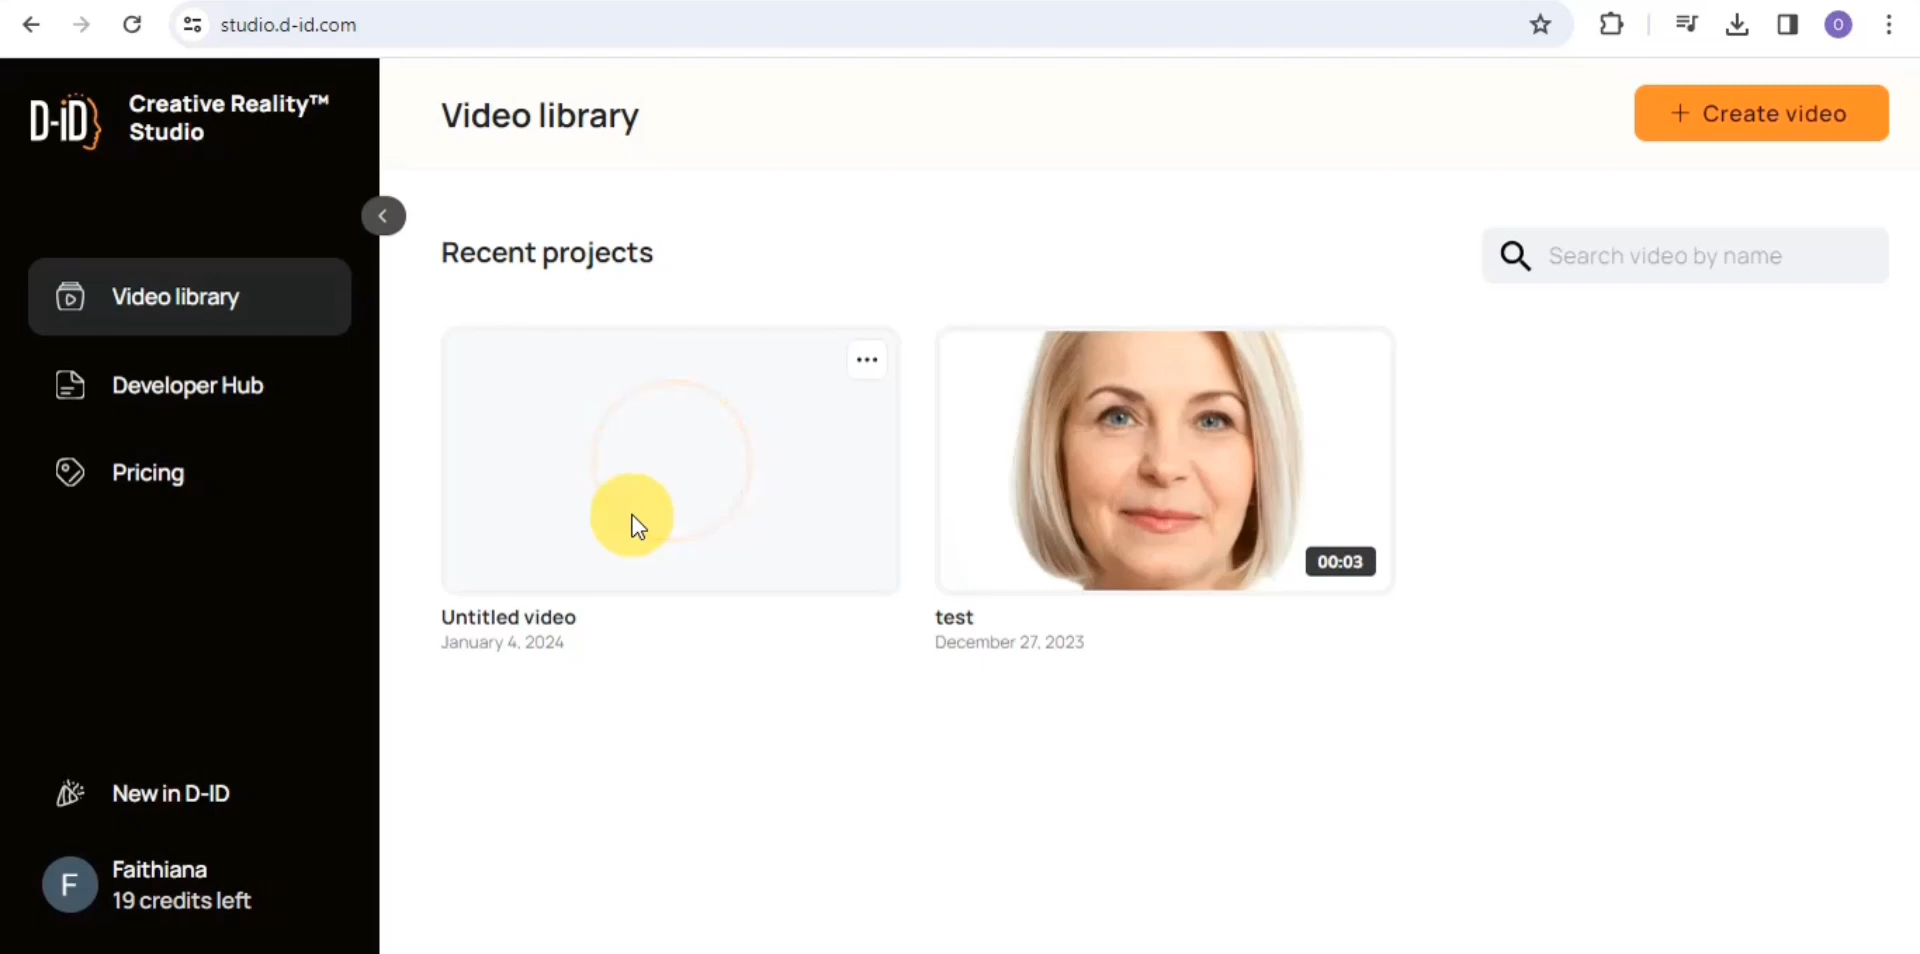 studio.d-id.com
O
D-iD
Creative Reality™
Studio
Video library
Developer Hub
Pricing
New in D-ID
F
Faithiana
19 credits left
Video library
+ Create video
Recent projects
Search video by name
Untitled video
January 4, 2024
00:03
test
December 27, 2023